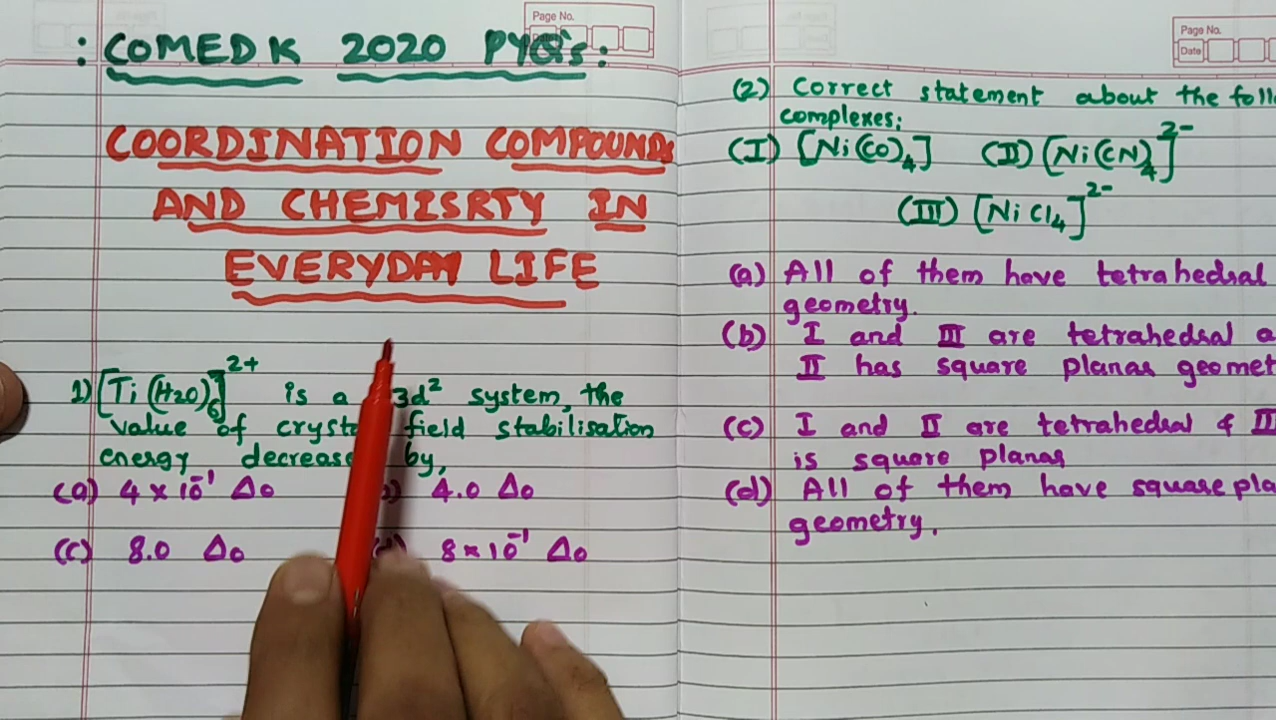 Page No.
: COMEDK 2020 PYQ's :
COORDINATION COMPOUNDS
AND CHEMISRTY IN
EVERYDAY LIFE
1) [Ti(H2O)6]2+ is a 3d2 system, the
value of crystal field stabilisation
energy decreases by,
(a) 4 × 10-1 Δo 4.0 Δo
(c) 8.0 Δo 8 × 10-1 Δo
Page No.
Date
(2) Correct statement about the
complexes;
(I) [Ni(CO)4] (II) [Ni(CN)4]2-
(III) [NiCl4]2-
(a) All of them have tetrahedral
geometry.
(b) I and III are tetrahedral
II has square planar
(c) I and II are tetrahedral & III
is square planar
(d) All of them have square
geometry.